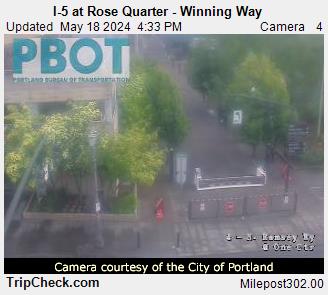 I-5 at Rose Quarter - Winning Way
Updated May 18 2024 4:33 PM Camera 4
PBOT
PORTLAND BUREAU OF TRANSPORTATION
Camera courtesy of the City of Portland
TripCheck.com Milepost302.00